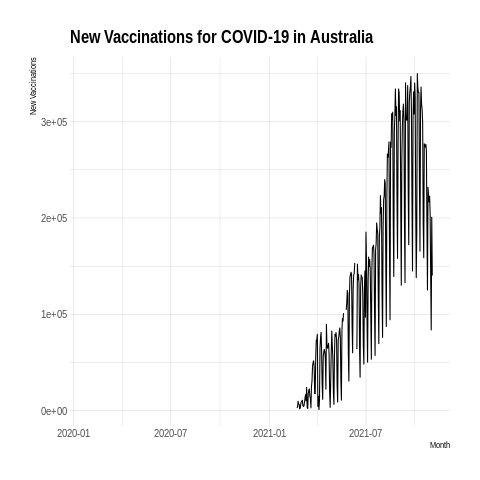 New Vaccinations for COVID-19 in Australia
New Vaccinations
3e+05
2e+05
1e+05
0e+00
2020-01
2020-07
2021-01
2021-07
Month